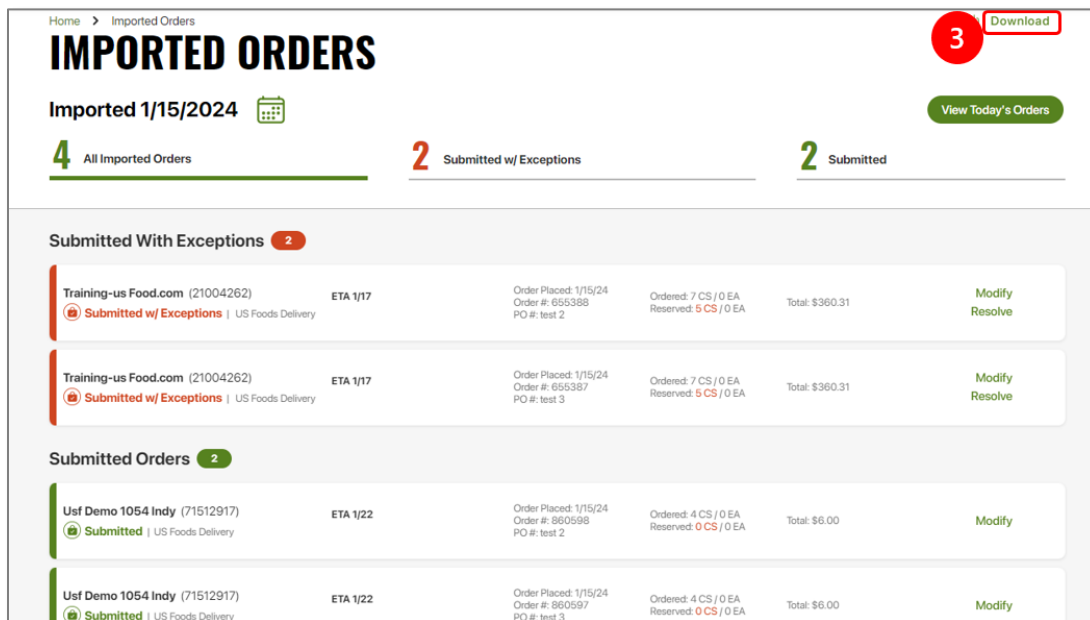 Home > Imported Orders
Download
3
IMPORTED ORDERS
Imported 1/15/2024
View Today's Orders
4 All Imported Orders
2 Submitted w/ Exceptions
2 Submitted
Submitted With Exceptions 2
Training-us Food.com (21004262)
Submitted w/ Exceptions | US Foods Delivery
ETA 1/17
Order Placed: 1/15/24
Order #: 655388
PO #: test 2
Ordered: 7 CS / 0 EA
Reserved: 5 CS / 0 EA
Total: $360.31
Modify
Resolve
Training-us Food.com (21004262)
Submitted w/ Exceptions | US Foods Delivery
ETA 1/17
Order Placed: 1/15/24
Order #: 655387
PO #: test 3
Ordered: 7 CS / 0 EA
Reserved: 5 CS / 0 EA
Total: $360.31
Modify
Resolve
Submitted Orders 2
Usf Demo 1054 Indy (71512917)
Submitted | US Foods Delivery
ETA 1/22
Order Placed: 1/15/24
Order #: 860598
PO #: test 2
Ordered: 4 CS / 0 EA
Reserved: 0 CS / 0 EA
Total: $6.00
Modify
Usf Demo 1054 Indy (71512917)
Submitted | US Foods Delivery
ETA 1/22
Order Placed: 1/15/24
Order #: 860597
PO #: test 3
Ordered: 4 CS / 0 EA
Reserved: 0 CS / 0 EA
Total: $6.00
Modify